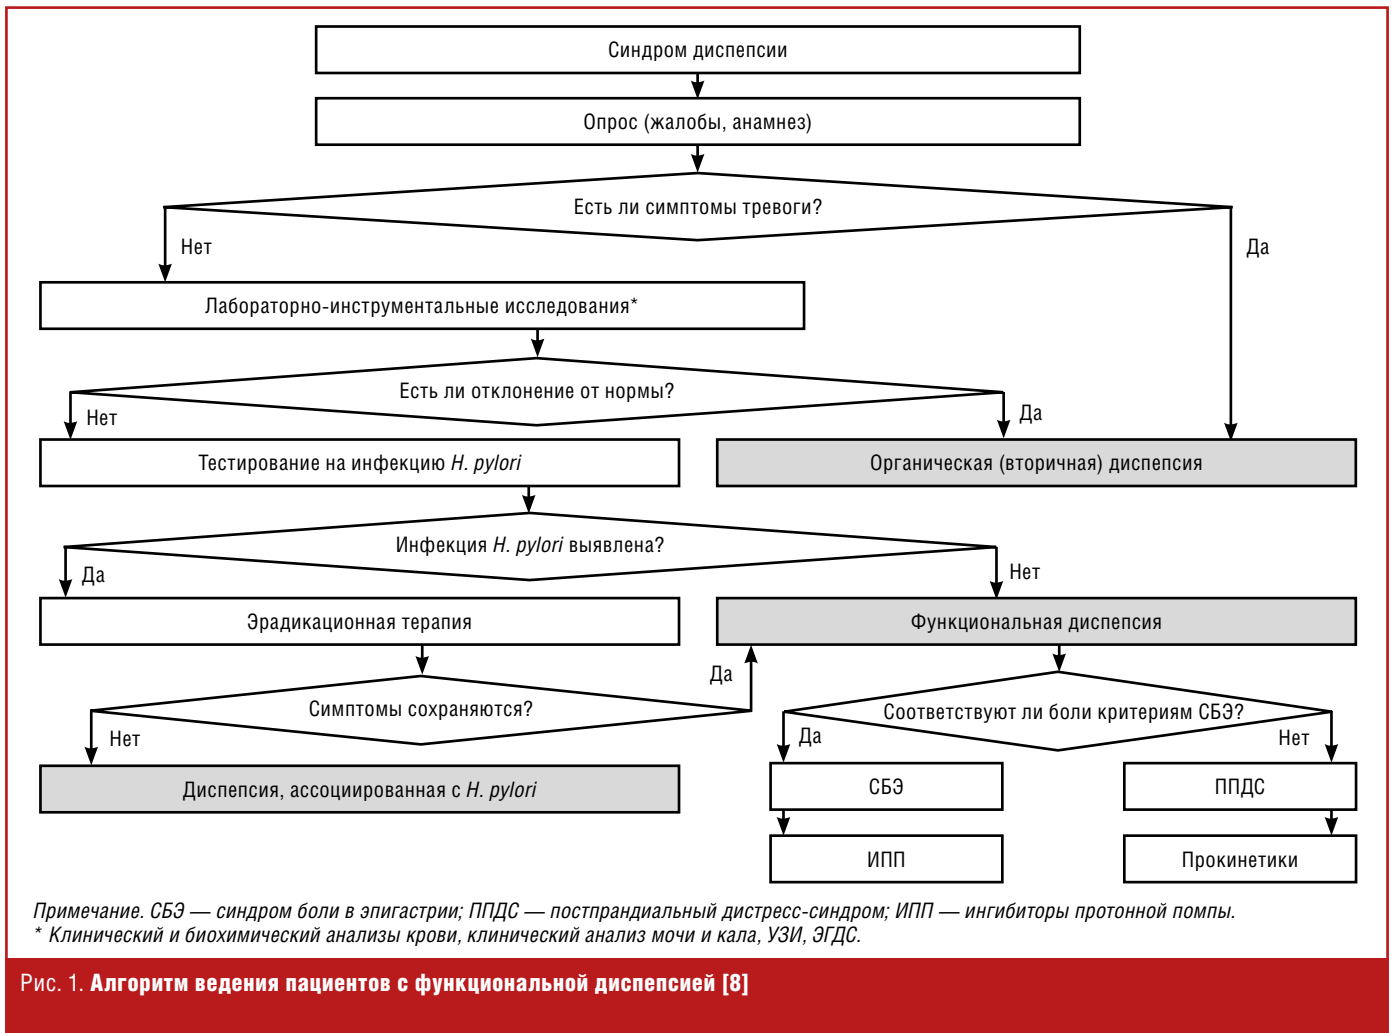 Синдром диспепсии
Опрос (жалобы, анамнез)
Есть ли симптомы тревоги?
Нет
Да
Лабораторно-инструментальные исследования*
Есть ли отклонение от нормы?
Нет
Да
Тестирование на инфекцию H. pylori
Органическая (вторичная) диспепсия
Инфекция H. pylori выявлена?
Да
Нет
Эрадикационная терапия
Функциональная диспепсия
Да
Симптомы сохраняются?
Соответствуют ли боли критериям СБЭ?
Нет
Да
Нет
Диспепсия, ассоциированная с H. pylori
СБЭ
ППДС
ИПП
Прокинетики
Примечание. СБЭ — синдром боли в эпигастрии; ППДС — постпрандиальный дистресс-синдром; ИПП — ингибиторы протонной помпы.
* Клинический и биохимический анализы крови, клинический анализ мочи и кала, УЗИ, ЭГДС.
Рис. 1. Алгоритм ведения пациентов с функциональной диспепсией [8]